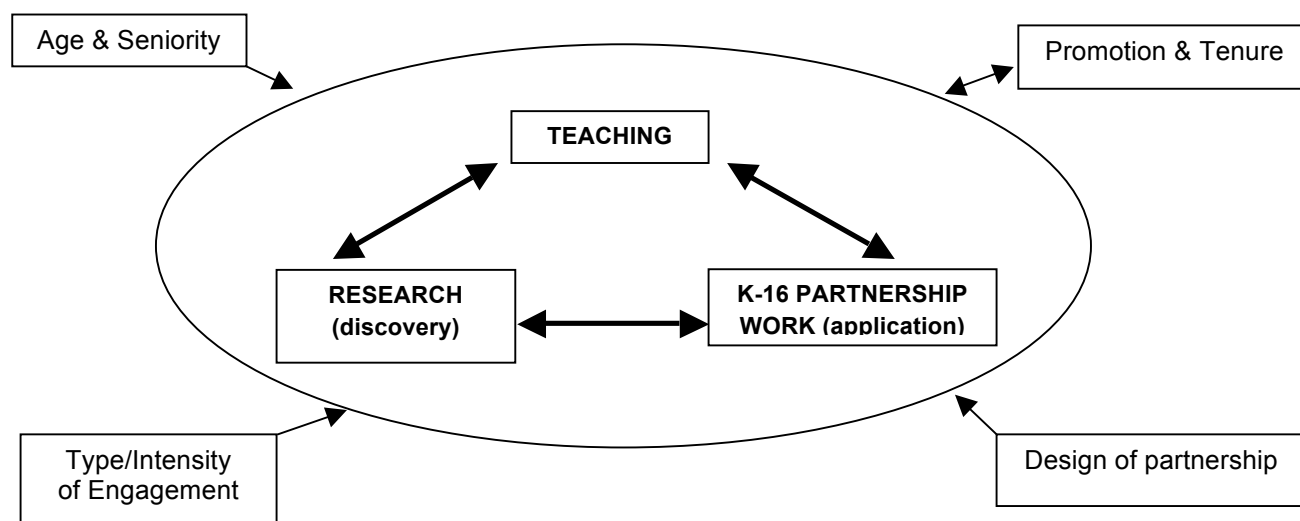 Age & Seniority
Promotion & Tenure
TEACHING
RESEARCH
(discovery)
K-16 PARTNERSHIP
WORK (application)
Type/Intensity
of Engagement
Design of partnership